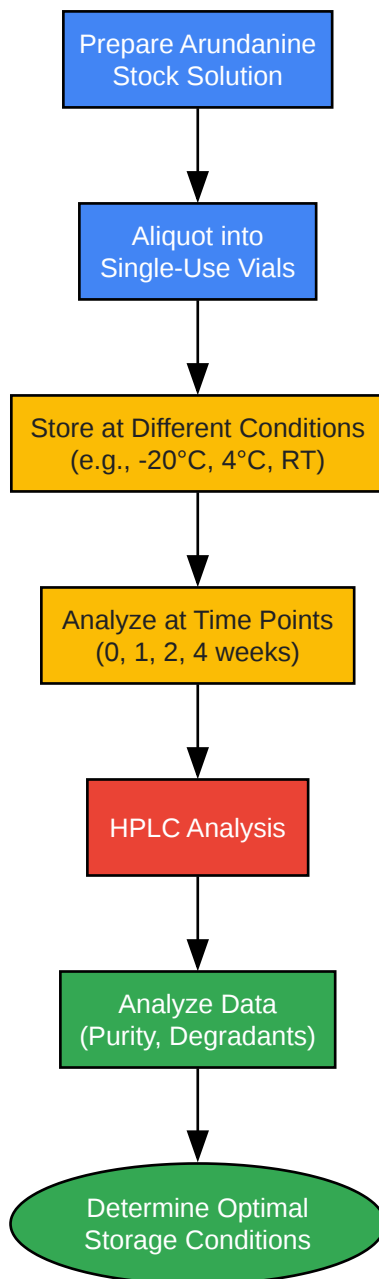 Prepare Arundanine
Stock Solution
Aliquot into
Single-Use Vials
Store at Different Conditions
(e.g., -20°C, 4°C, RT)
Analyze at Time Points
(0, 1, 2, 4 weeks)
HPLC Analysis
Analyze Data
(Purity, Degradants)
Determine Optimal
Storage Conditions